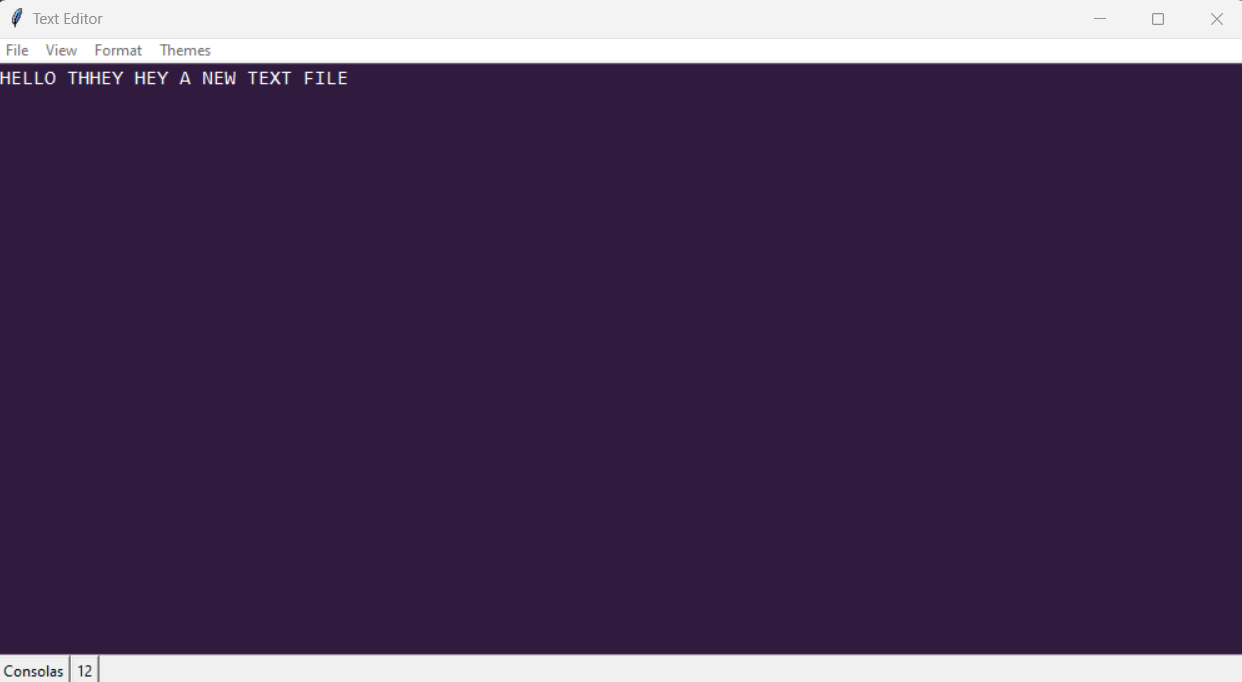 Text Editor
File View Format Themes
HELLO THHEY HEY A NEW TEXT FILE
Consolas 12